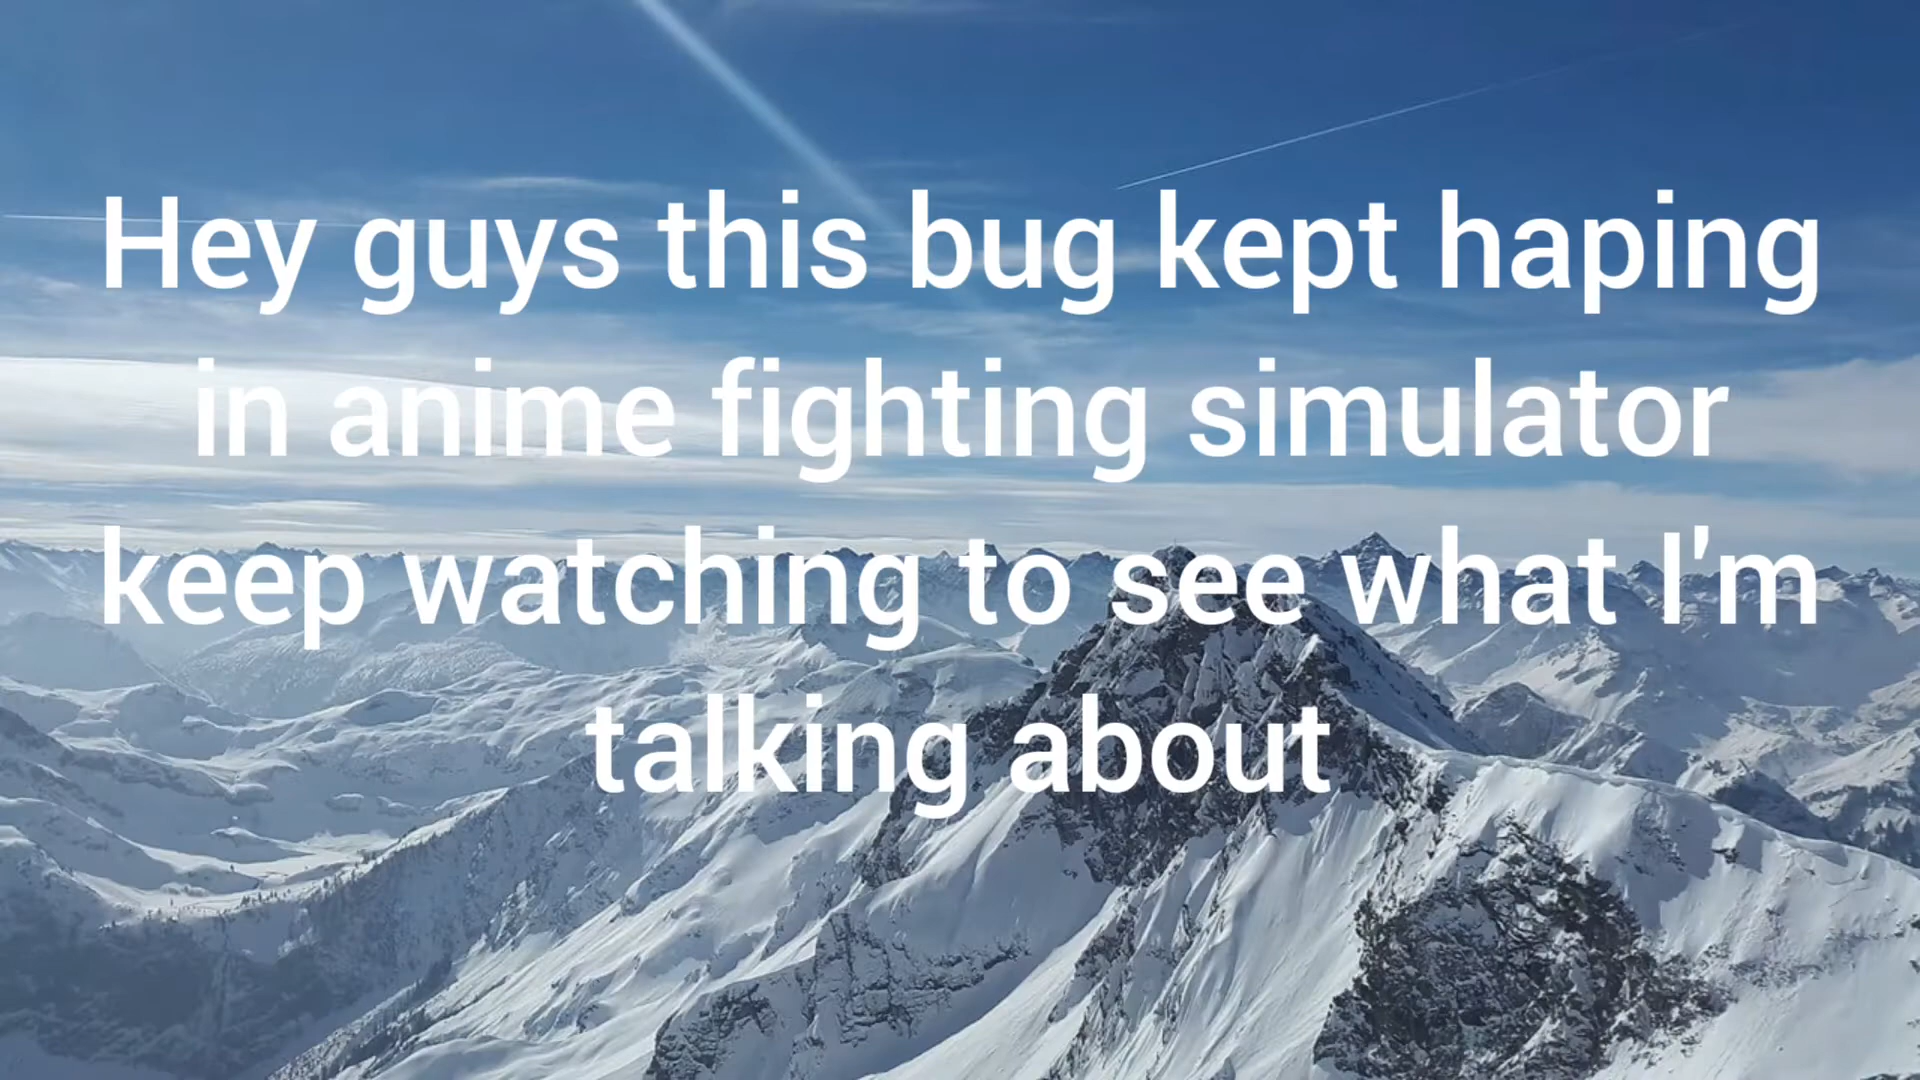 Hey guys this bug kept haping
in anime fighting simulator
keep watching to see what I'm
talking about